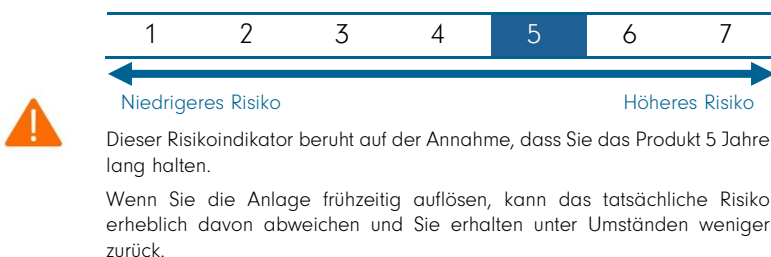 1 2 3 4 5 6 7
Niedrigeres Risiko Höheres Risiko
Dieser Risikoindikator beruht auf der Annahme, dass Sie das Produkt 5 Jahre
lang halten.
Wenn Sie die Anlage frühzeitig auflösen, kann das tatsächliche Risiko
erheblich davon abweichen und Sie erhalten unter Umständen weniger
zurück.